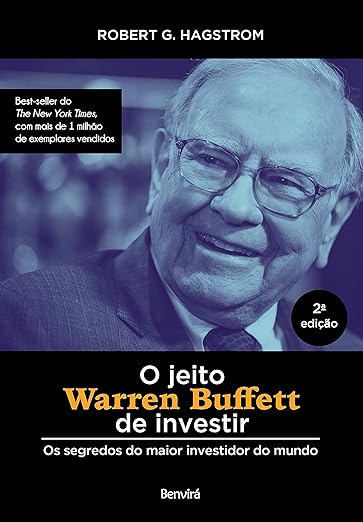 ROBERT G. HAGSTROM
Best-seller do
The New York Times,
com mais de 1 milhão
de exemplares vendidos
2ª
edição
O jeito
Warren Buffett
de investir
Os segredos do maior investidor do mundo
Benvirá